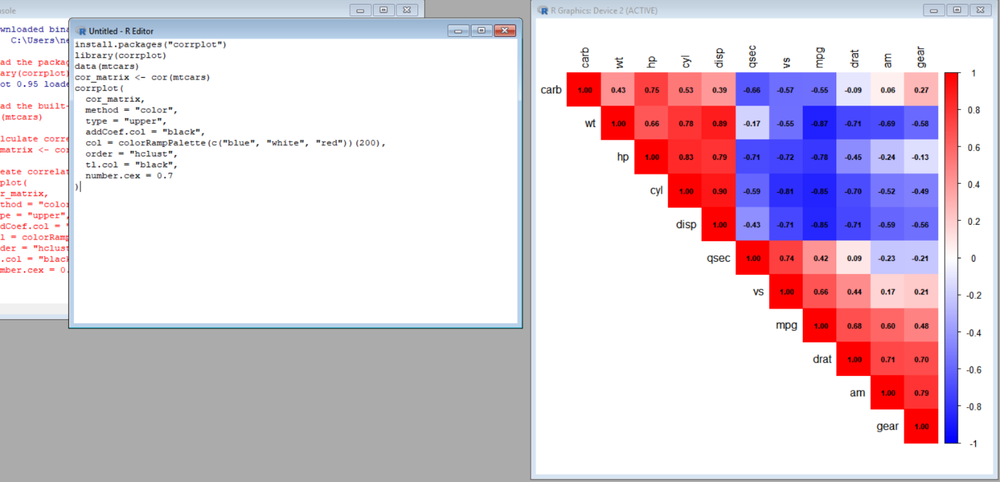 sole
wnloaded bina
C:\Users\ne
ad the packag
ary(corrplot)
ot 0.95 loade
ad the built-
(mtcars)
lculate corre
matrix <- cor
eate correlat
plot(
r_matrix,
thod = "color
pe = "upper",
dCoef.col = "
l = colorRamp
der = "hclust
.col = "black
mber.cex = 0.
Untitled - R Editor
install.packages("corrplot")
library(corrplot)
data(mtcars)
cor_matrix <- cor(mtcars)
corrplot(
  cor_matrix,
  method = "color",
  type = "upper",
  addCoef.col = "black",
  col = colorRampPalette(c("blue", "white", "red"))(200),
  order = "hclust",
  tl.col = "black",
  number.cex = 0.7
)
R Graphics: Device 2 (ACTIVE)
carb wt hp cyl disp qsec vs mpg drat am gear
carb 1.00 0.43 0.75 0.53 0.39 -0.66 -0.57 -0.55 -0.09 0.06 0.27
wt 1.00 0.66 0.78 0.89 -0.17 -0.55 -0.87 -0.71 -0.69 -0.58
hp 1.00 0.83 0.79 -0.71 -0.72 -0.78 -0.45 -0.24 -0.13
cyl 1.00 0.90 -0.59 -0.81 -0.85 -0.70 -0.52 -0.49
disp 1.00 -0.43 -0.71 -0.85 -0.71 -0.59 -0.56
qsec 1.00 0.74 0.42 0.09 -0.23 -0.21
vs 1.00 0.66 0.44 0.17 0.21
mpg 1.00 0.68 0.60 0.48
drat 1.00 0.71 0.70
am 1.00 0.79
gear 1.00
1
0.8
0.6
0.4
0.2
0
-0.2
-0.4
-0.6
-0.8
-1